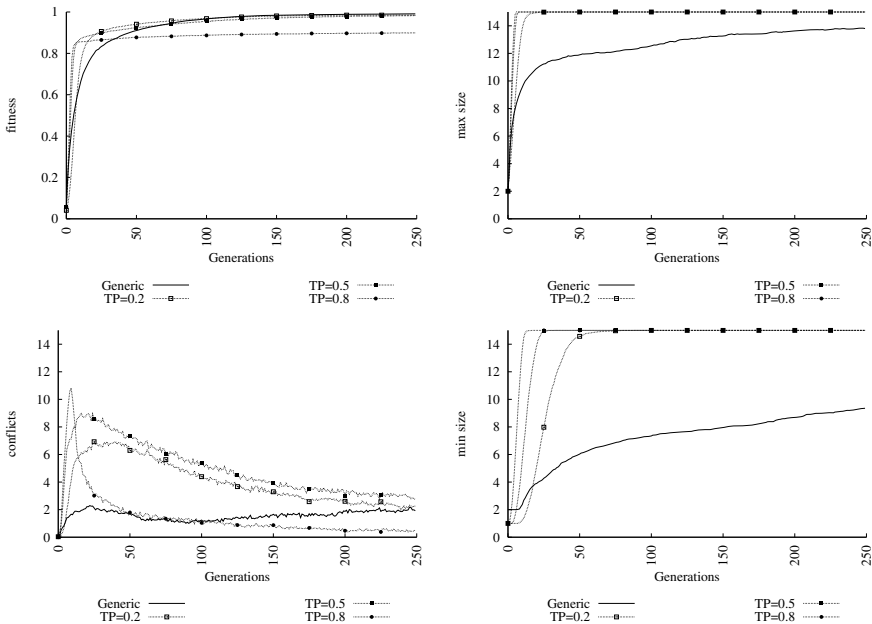 1
0.8
0.6
0.4
0.2
0
fitness
0
50
100
150
200
250
Generations
Generic
TP=0.2
TP=0.5
TP=0.8
14
12
10
8
6
4
2
0
max size
0
50
100
150
200
250
Generations
Generic
TP=0.2
TP=0.5
TP=0.8
14
12
10
8
6
4
2
0
conflicts
0
50
100
150
200
250
Generations
Generic
TP=0.2
TP=0.5
TP=0.8
14
12
10
8
6
4
2
0
min size
0
50
100
150
200
250
Generations
Generic
TP=0.2
TP=0.5
TP=0.8